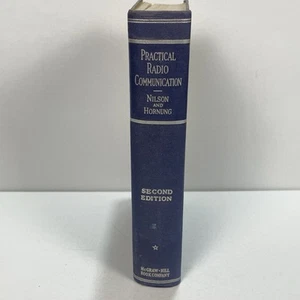 PRACTICAL
RADIO
COMMUNICATION
NILSON
AND
HORNUNG
SECOND
EDITION
McGRAW-HILL
BOOK COMPANY